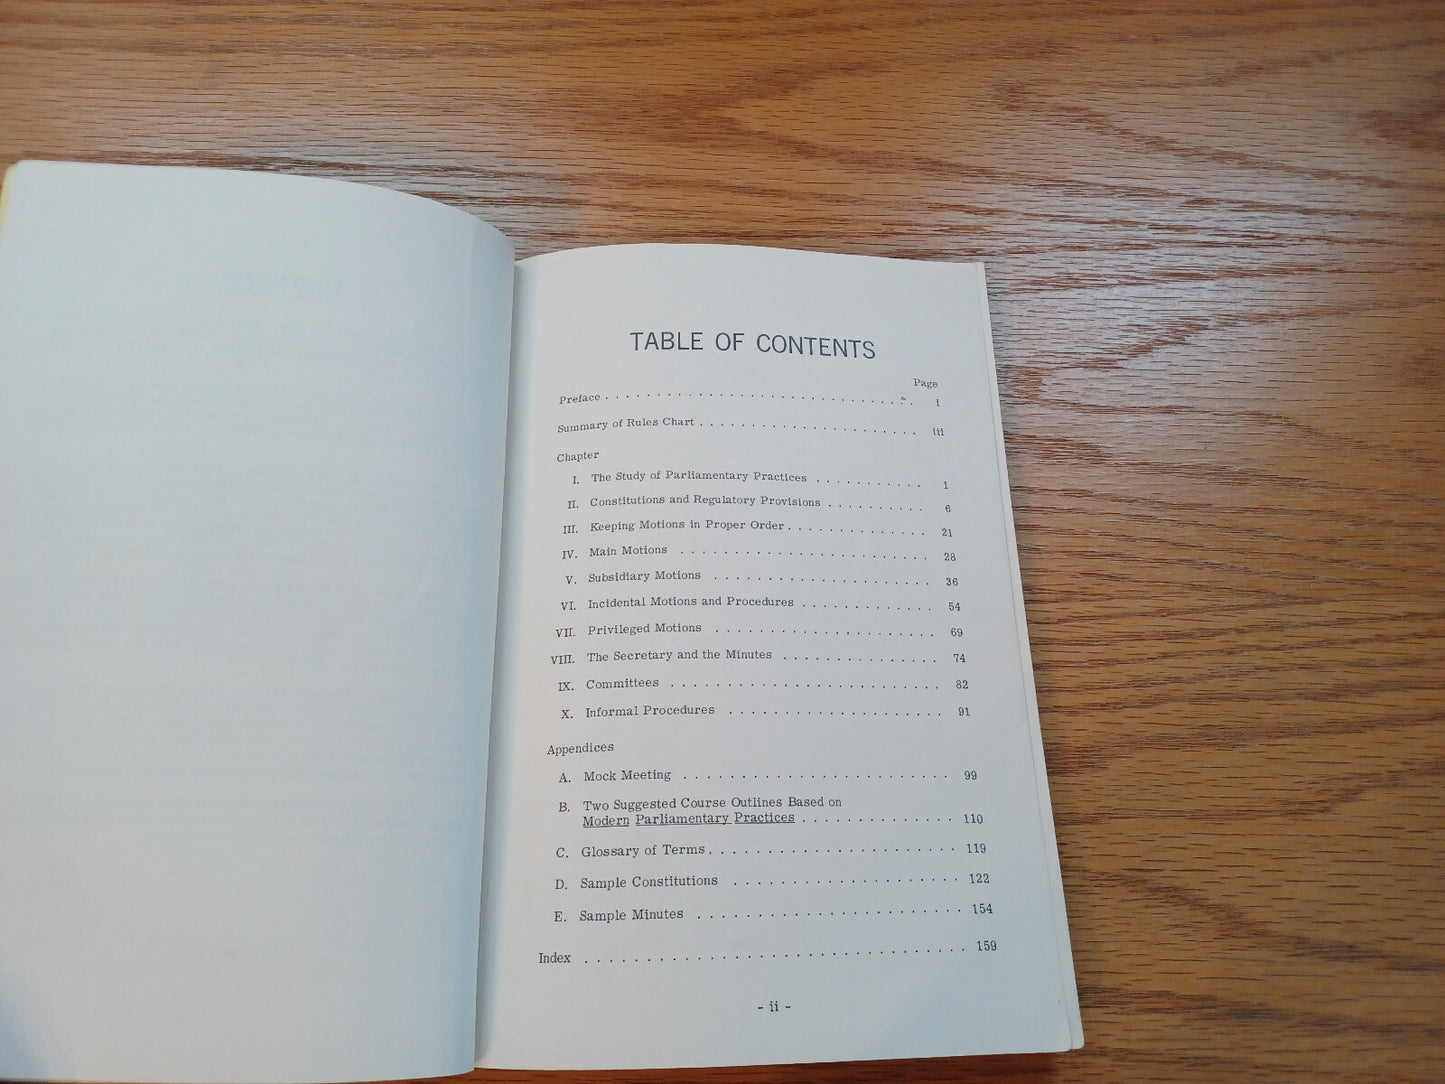 TABLE OF CONTENTS
Page
Preface . . . . . . . . . . . . . . . . . . . . . . . . . . i
Summary of Rules Chart . . . . . . . . . . . . . . . . . . iii
Chapter
I. The Study of Parliamentary Practices . . . . . . . . . . . 1
II. Constitutions and Regulatory Provisions . . . . . . . . . . 6
III. Keeping Motions in Proper Order . . . . . . . . . . . . . 21
IV. Main Motions . . . . . . . . . . . . . . . . . . . . . . . 28
V. Subsidiary Motions . . . . . . . . . . . . . . . . . . . . 36
VI. Incidental Motions and Procedures . . . . . . . . . . . . . 54
VII. Privileged Motions . . . . . . . . . . . . . . . . . . . 69
VIII. The Secretary and the Minutes . . . . . . . . . . . . . 74
IX. Committees . . . . . . . . . . . . . . . . . . . . . . . 82
X. Informal Procedures . . . . . . . . . . . . . . . . . . . 91
Appendices
A. Mock Meeting . . . . . . . . . . . . . . . . . . . . . . 99
B. Two Suggested Course Outlines Based on
Modern Parliamentary Practices . . . . . . . . . . . . . 110
C. Glossary of Terms . . . . . . . . . . . . . . . . . . . . 119
D. Sample Constitutions . . . . . . . . . . . . . . . . . . . 122
E. Sample Minutes . . . . . . . . . . . . . . . . . . . . . . 154
Index . . . . . . . . . . . . . . . . . . . . . . . . . . . 159
- ii -